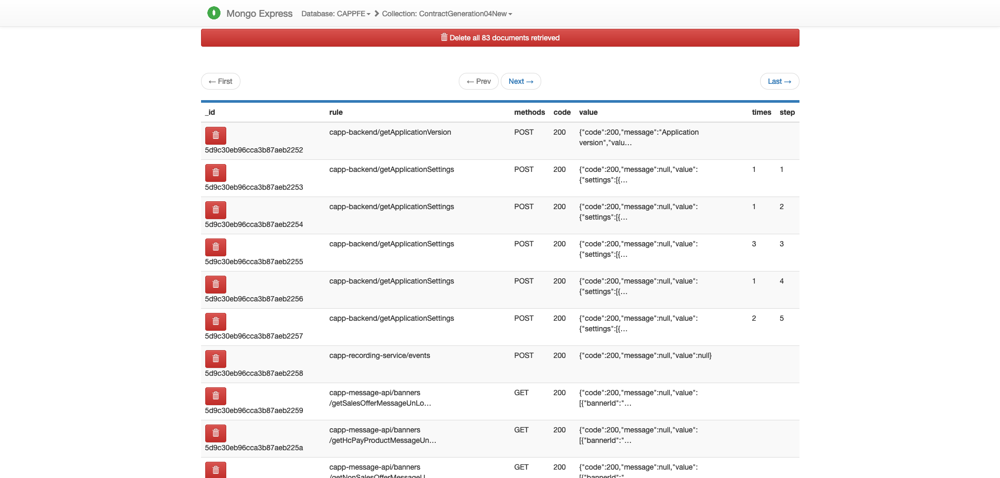 Mongo Express Database: CAPPFE Collection: ContractGeneration04New
Delete all 83 documents retrieved
← First ← Prev Next → Last →
_id rule methods code value times step
capp-backend/getApplicationVersion POST 200 {"code":200,"message":"Application
version","valu…
5d9c30eb96cca3b87aeb2252
capp-backend/getApplicationSettings POST 200 {"code":200,"message":null,"value": 1 1
{"settings":[{…
5d9c30eb96cca3b87aeb2253
capp-backend/getApplicationSettings POST 200 {"code":200,"message":null,"value": 1 2
{"settings":[{…
5d9c30eb96cca3b87aeb2254
capp-backend/getApplicationSettings POST 200 {"code":200,"message":null,"value": 3 3
{"settings":[{…
5d9c30eb96cca3b87aeb2255
capp-backend/getApplicationSettings POST 200 {"code":200,"message":null,"value": 1 4
{"settings":[{…
5d9c30eb96cca3b87aeb2256
capp-backend/getApplicationSettings POST 200 {"code":200,"message":null,"value": 2 5
{"settings":[{…
5d9c30eb96cca3b87aeb2257
capp-recording-service/events POST 200 {"code":200,"message":null,"value":null}
5d9c30eb96cca3b87aeb2258
capp-message-api/banners GET 200 {"code":200,"message":null,"value":
/getSalesOfferMessageUnLo… [{"bannerId":"…
5d9c30eb96cca3b87aeb2259
capp-message-api/banners GET 200 {"code":200,"message":null,"value":
/getHcPayProductMessageUn… [{"bannerId":"…
5d9c30eb96cca3b87aeb225a
capp-message-api/banners GET 200 {"code":200,"message":null,"value":
/getNonSalesOfferMessageU… [{"bannerId":"…